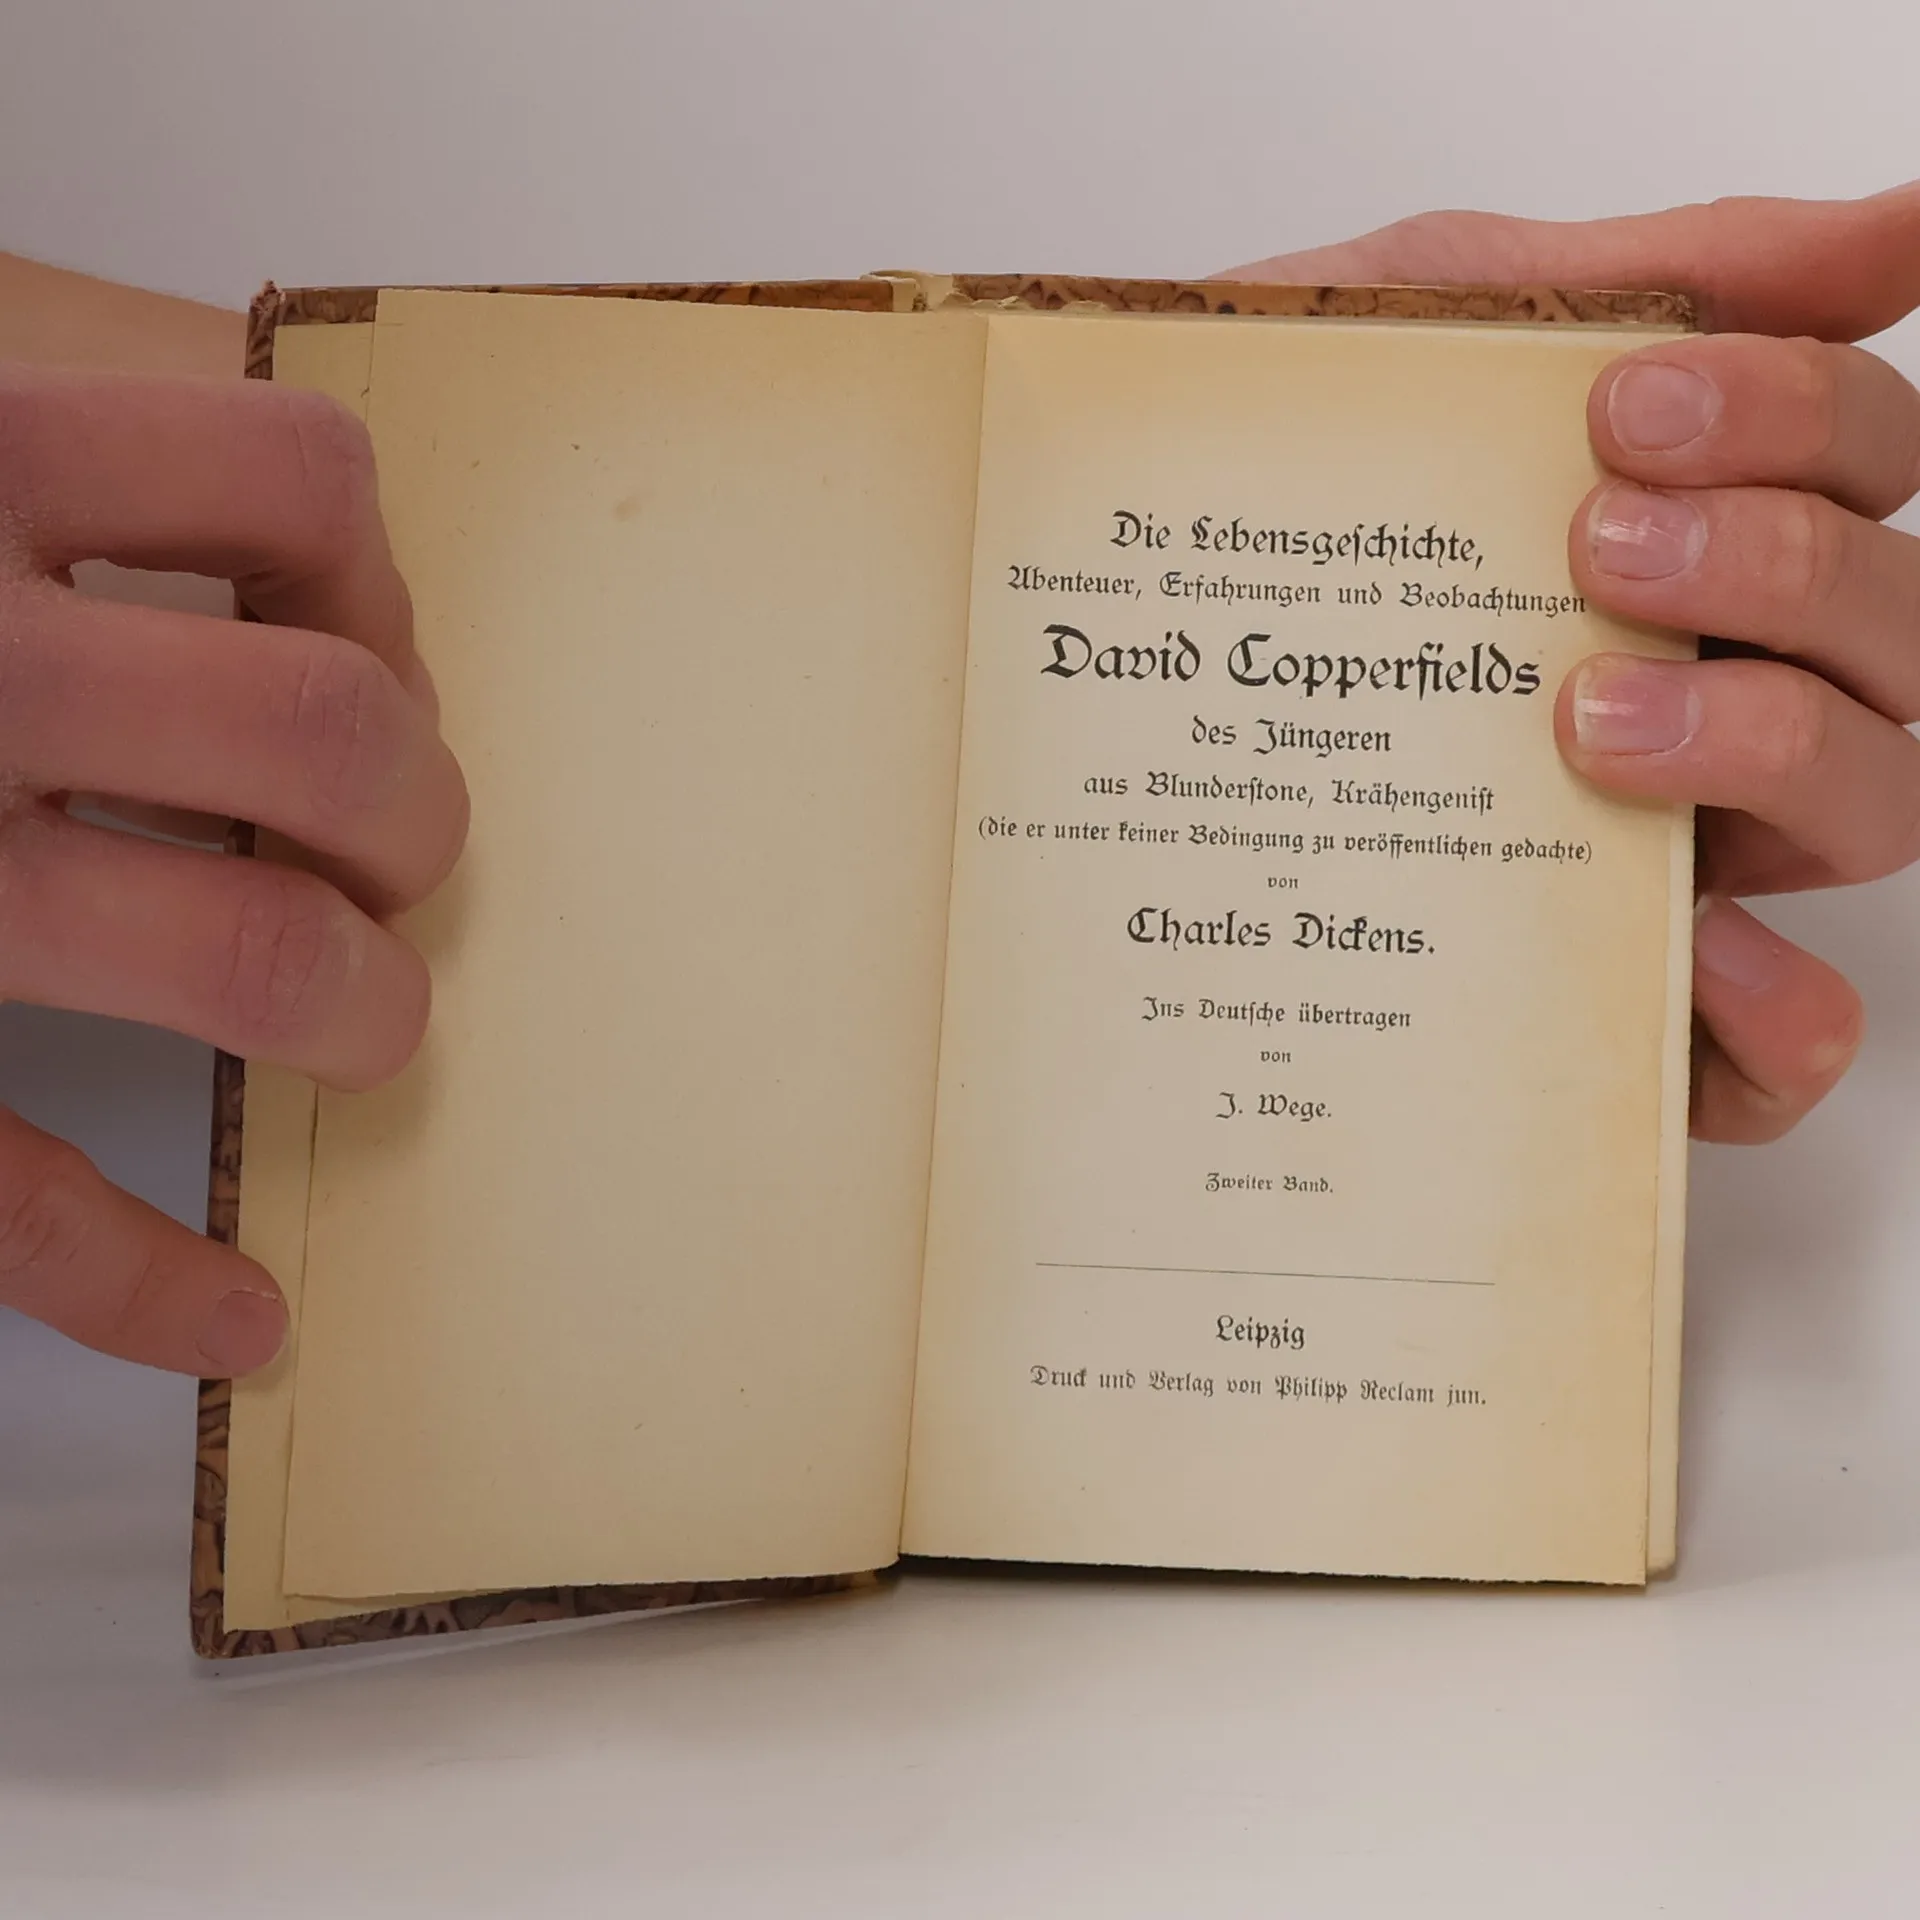 Die Lebensgeſchichte,
Abenteuer, Erfahrungen und Beobachtungen
David Copperfields
des Jüngeren
aus Blunderſtone, Krähengeniſt
(die er unter keiner Bedingung zu veröffentlichen gedachte)
von
Charles Dickens.
Ins Deutſche übertragen
von
J. Wege.
Zweiter Band.
Leipzig
Druck und Verlag von Philipp Reclam jun.